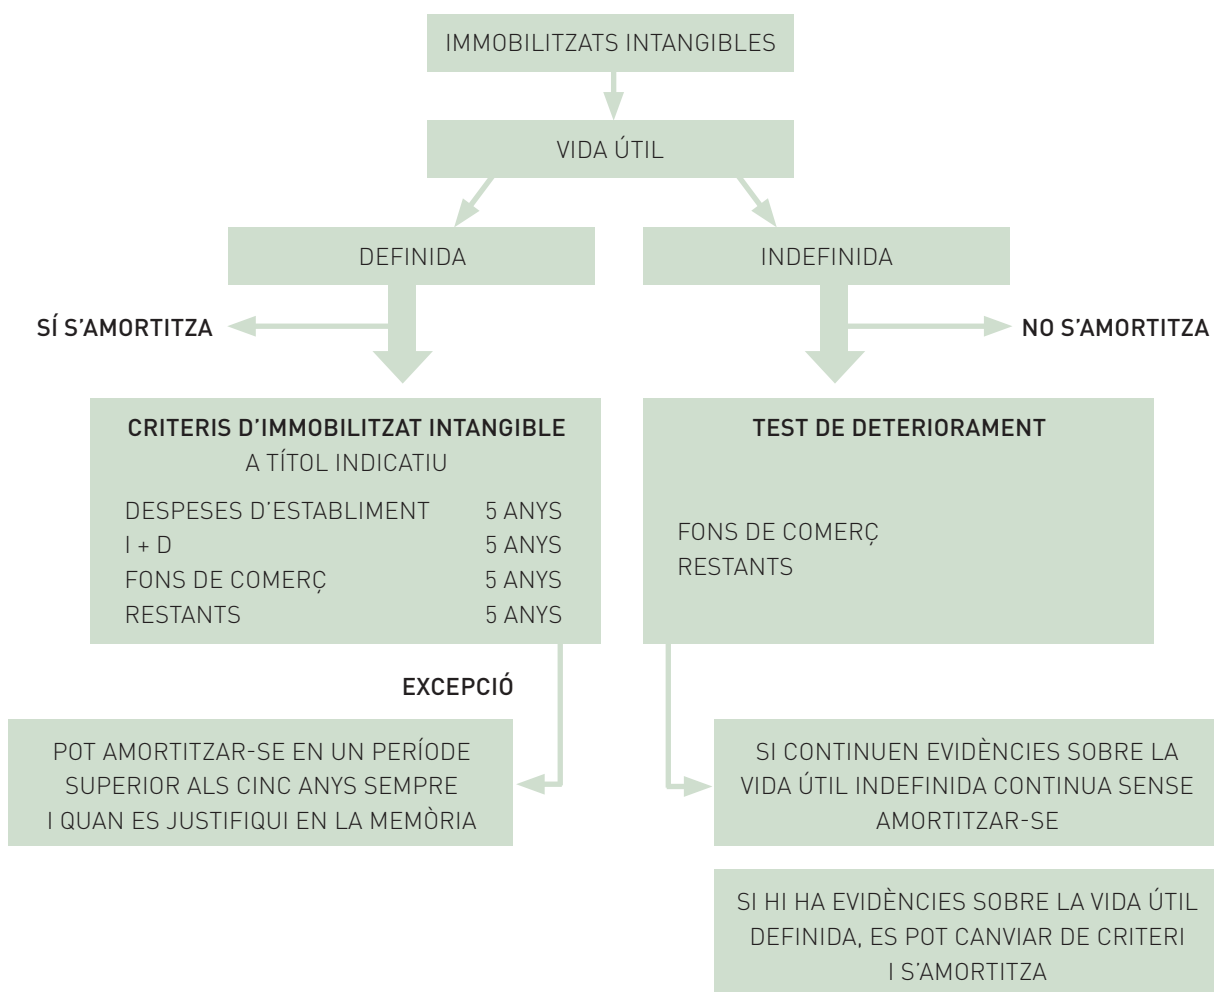 IMMOBILITZATS INTANGIBLES
VIDA ÚTIL
DEFINIDA
INDEFINIDA
SÍ S'AMORTITZA
NO S'AMORTITZA
CRITERIS D'IMMOBILITZAT INTANGIBLE
A TÍTOL INDICATIU
DESPESES D'ESTABLIMENT 5 ANYS
I + D 5 ANYS
FONS DE COMERÇ 5 ANYS
RESTANTS 5 ANYS
TEST DE DETERIORAMENT
FONS DE COMERÇ
RESTANTS
EXCEPCIÓ
POT AMORTITZAR-SE EN UN PERÍODE
SUPERIOR ALS CINC ANYS SEMPRE
I QUAN ES JUSTIFIQUI EN LA MEMÒRIA
SI CONTINUEN EVIDÈNCIES SOBRE LA
VIDA ÚTIL INDEFINIDA CONTINUA SENSE
AMORTITZAR-SE
SI HI HA EVIDÈNCIES SOBRE LA VIDA ÚTIL
DEFINIDA, ES POT CANVIAR DE CRITERI
I S'AMORTITZA